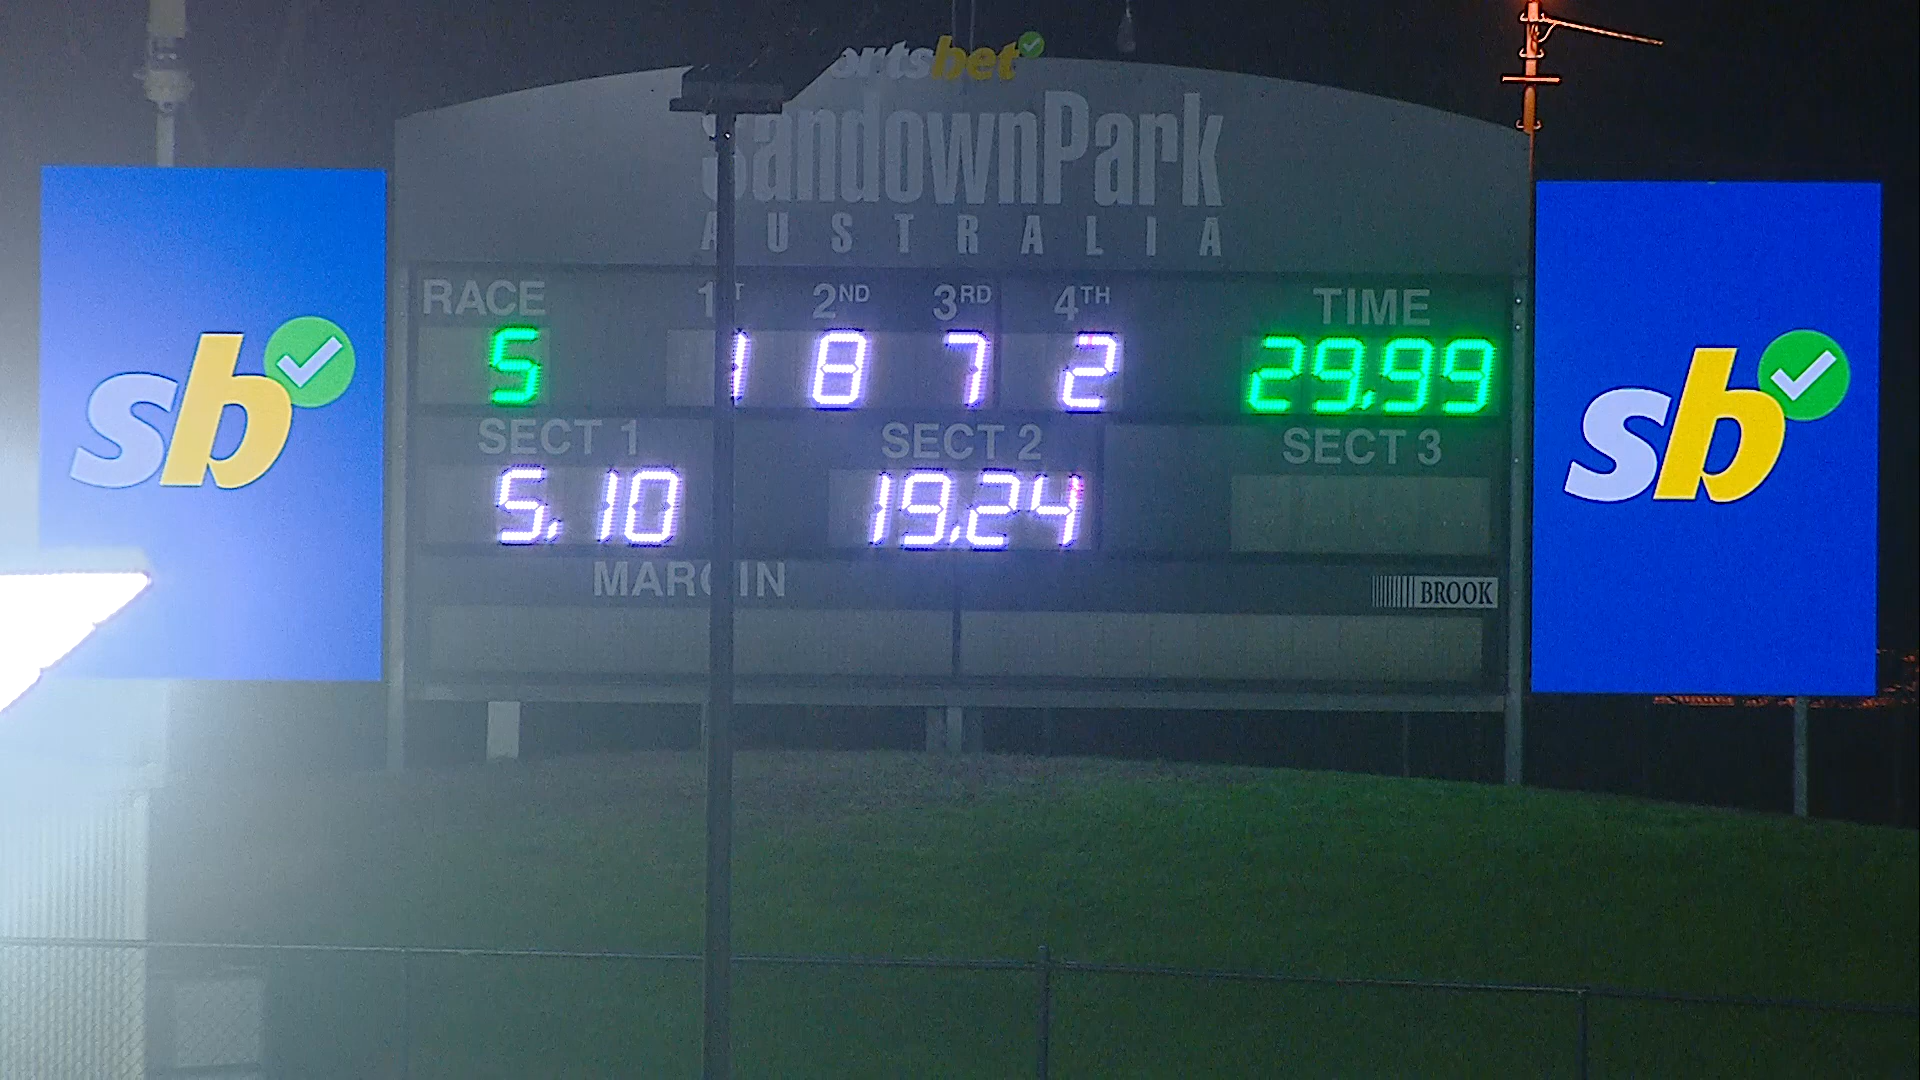 ortsbet
SandownPark
AUSTRALIA
RACE 1ST 2ND 3RD 4TH TIME
5 1 8 7 2 29.99
SECT 1 SECT 2 SECT 3
5.10 19.24
MARGIN
BROOK
sb
sb